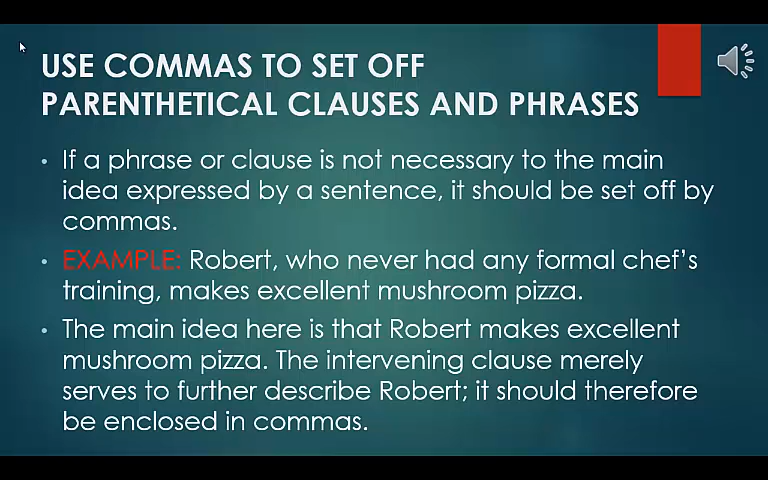 USE COMMAS TO SET OFF
PARENTHETICAL CLAUSES AND PHRASES
• If a phrase or clause is not necessary to the main
idea expressed by a sentence, it should be set off by
commas.
• EXAMPLE: Robert, who never had any formal chef's
training, makes excellent mushroom pizza.
• The main idea here is that Robert makes excellent
mushroom pizza. The intervening clause merely
serves to further describe Robert; it should therefore
be enclosed in commas.